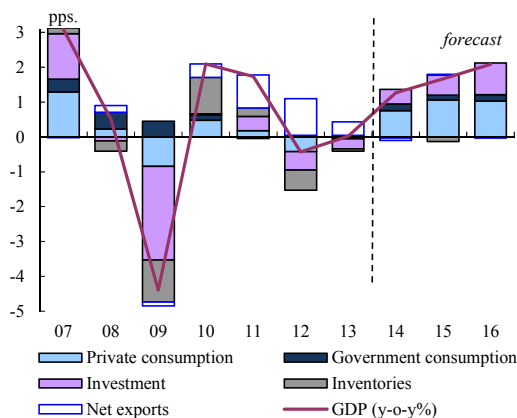 pps.
forecast
3
2
1
0
-1
-2
-3
-4
-5
07 08 09 10 11 12 13 14 15 16
Private consumption Government consumption
Investment Inventories
Net exports GDP (y-o-y%)